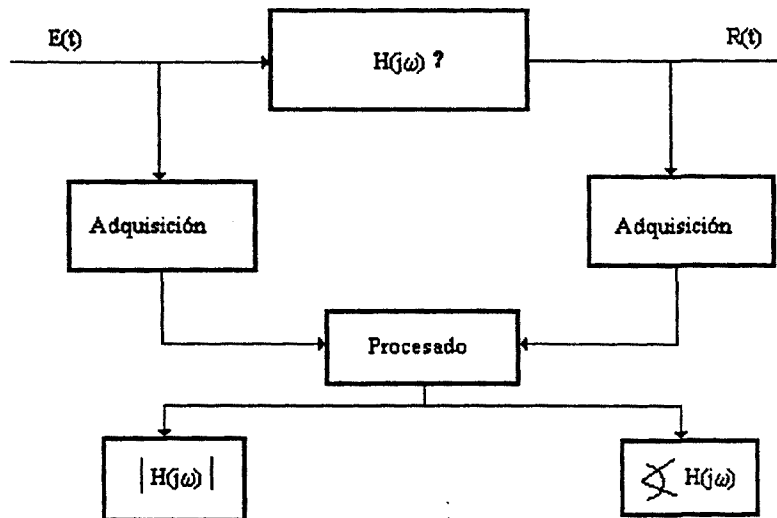 E(t)
H(jω) ?
R(t)
Adquisición
Adquisición
Procesado
|H(jω)|
∢ H(jω)